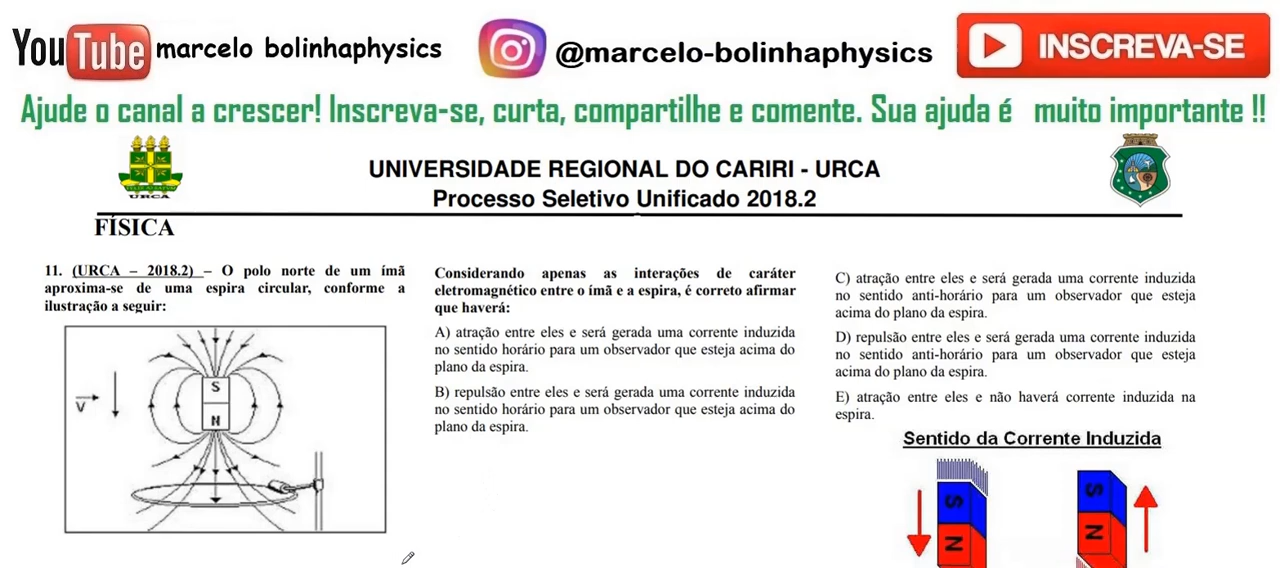 YouTube marcelo bolinhaphysics
@marcelo-bolinhaphysics
INSCREVA-SE
Ajude o canal a crescer! Inscreva-se, curta, compartilhe e comente. Sua ajuda é muito importante !!
URCA
UNIVERSIDADE REGIONAL DO CARIRI - URCA
Processo Seletivo Unificado 2018.2
FÍSICA
11. (URCA – 2018.2) – O polo norte de um ímã
aproxima-se de uma espira circular, conforme a
ilustração a seguir:
S
N
V
Considerando apenas as interações de caráter
eletromagnético entre o ímã e a espira, é correto afirmar
que haverá:
A) atração entre eles e será gerada uma corrente induzida
no sentido horário para um observador que esteja acima do
plano da espira.
B) repulsão entre eles e será gerada uma corrente induzida
no sentido horário para um observador que esteja acima do
plano da espira.
C) atração entre eles e será gerada uma corrente induzida
no sentido anti-horário para um observador que esteja
acima do plano da espira.
D) repulsão entre eles e será gerada uma corrente induzida
no sentido anti-horário para um observador que esteja
acima do plano da espira.
E) atração entre eles e não haverá corrente induzida na
espira.
Sentido da Corrente Induzida
S
N
S
N